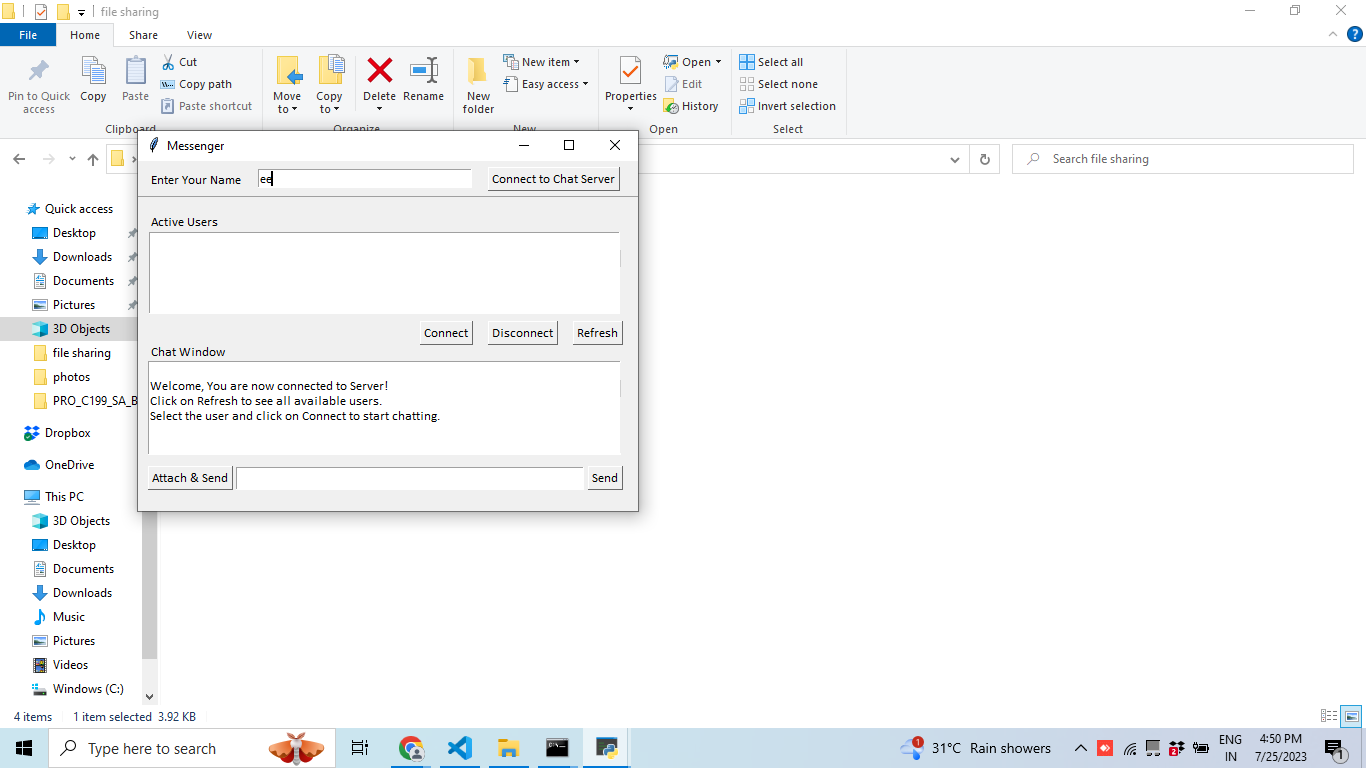 file sharing
File Home Share View
Pin to Quick access
Copy
Paste
Cut
Copy path
Paste shortcut
Clipboard
Move to
Copy to
Delete
Rename
Organize
New folder
New item
Easy access
New
Properties
Open
Edit
History
Open
Select all
Select none
Invert selection
Select
Search file sharing
Messenger
Enter Your Name ee Connect to Chat Server
Active Users
Connect Disconnect Refresh
Chat Window
Welcome, You are now connected to Server!
Click on Refresh to see all available users.
Select the user and click on Connect to start chatting.
Attach & Send Send
Quick access
Desktop
Downloads
Documents
Pictures
3D Objects
file sharing
photos
PRO_C199_SA_B
Dropbox
OneDrive
This PC
3D Objects
Desktop
Documents
Downloads
Music
Pictures
Videos
Windows (C:)
4 items 1 item selected 3.92 KB
Type here to search
1
31°C Rain showers
2
ENG
IN
4:50 PM
7/25/2023
1